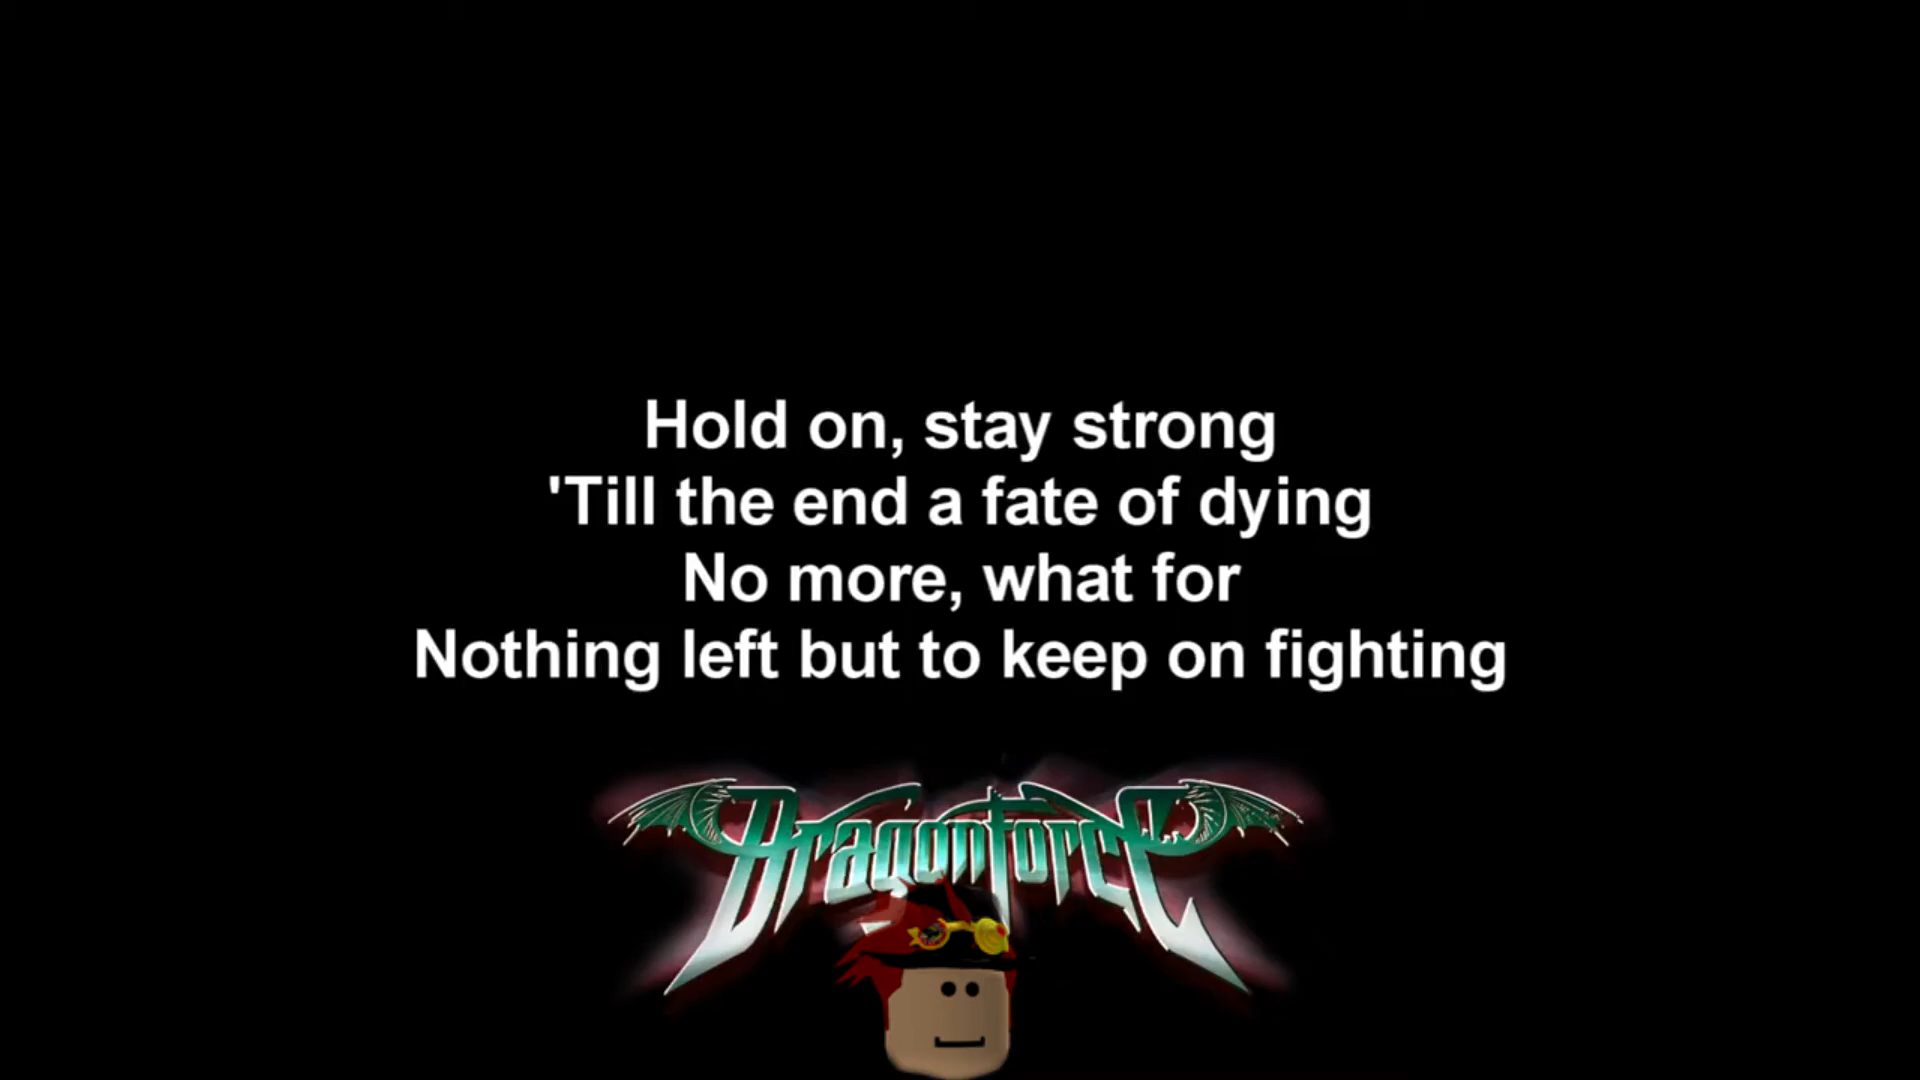 Hold on, stay strong
'Till the end a fate of dying
No more, what for
Nothing left but to keep on fighting
DragonForce